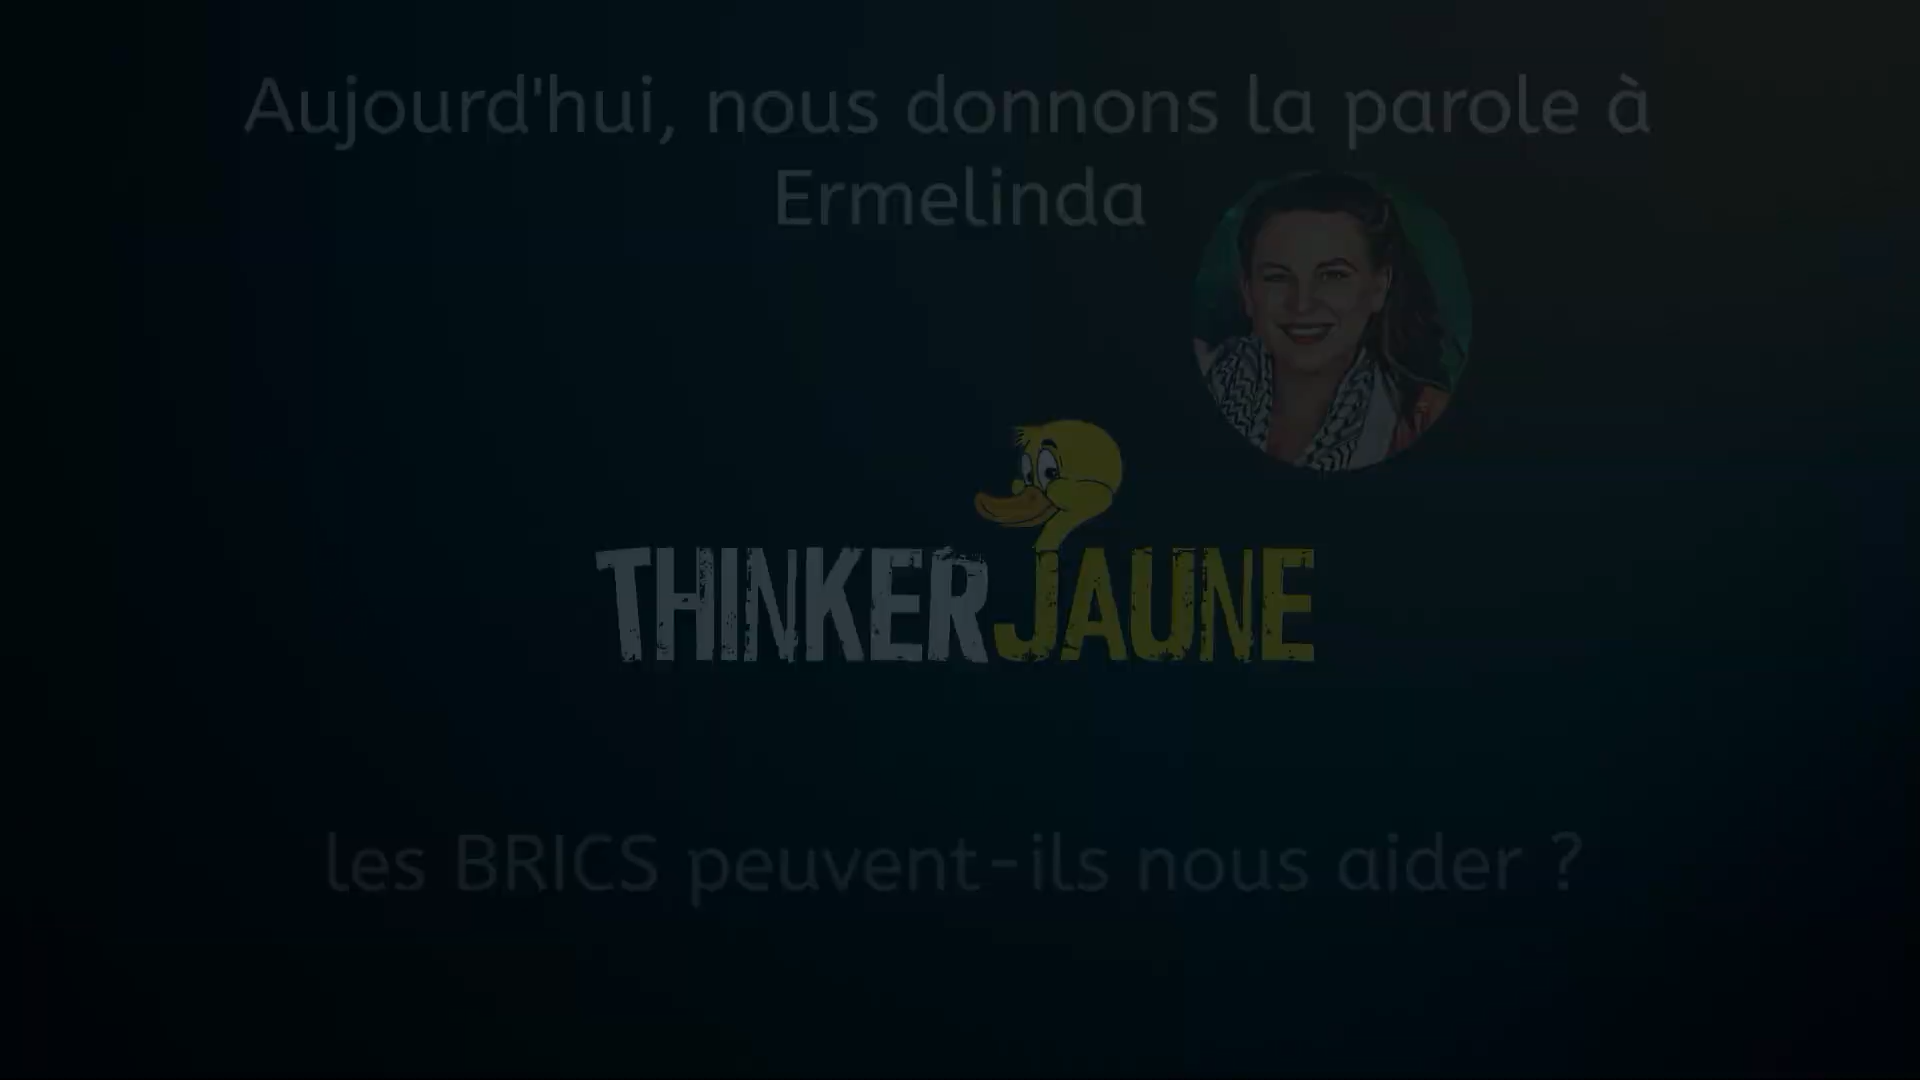 Aujourd'hui, nous donnons la parole à
Ermelinda
THINKERJAUNE
les BRICS peuvent-ils nous aider ?